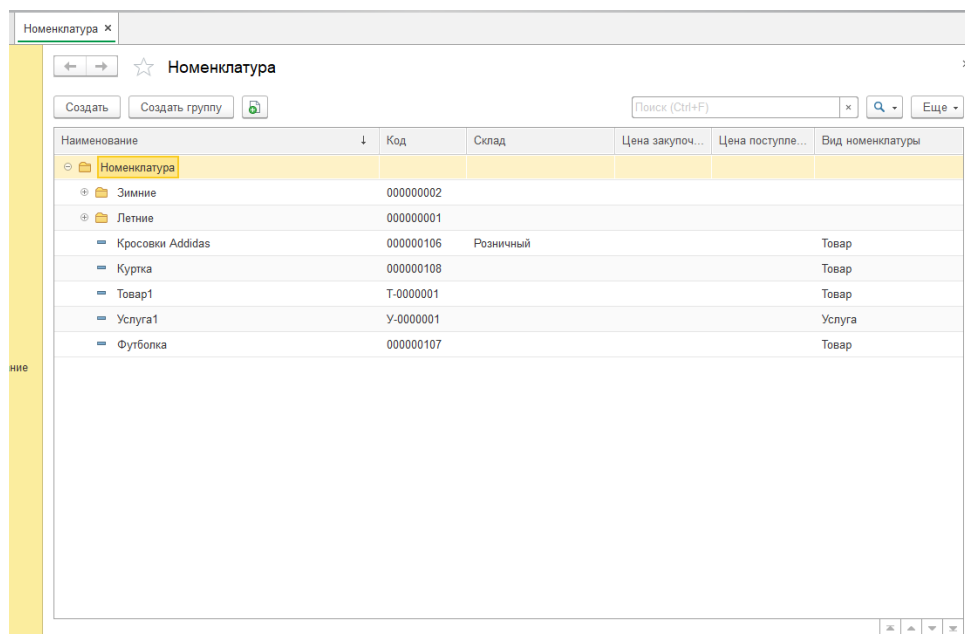 Номенклатура ×
Номенклатура
Создать Создать группу Поиск (Ctrl+F) × Еще
Наименование ↓ Код Склад Цена закупоч... Цена поступле... Вид номенклатуры
Номенклатура
Зимние 000000002
Летние 000000001
Кросовки Addidas 000000106 Розничный Товар
Куртка 000000108 Товар
Товар1 Т-0000001 Товар
Услуга1 У-0000001 Услуга
Футболка 000000107 Товар
ние